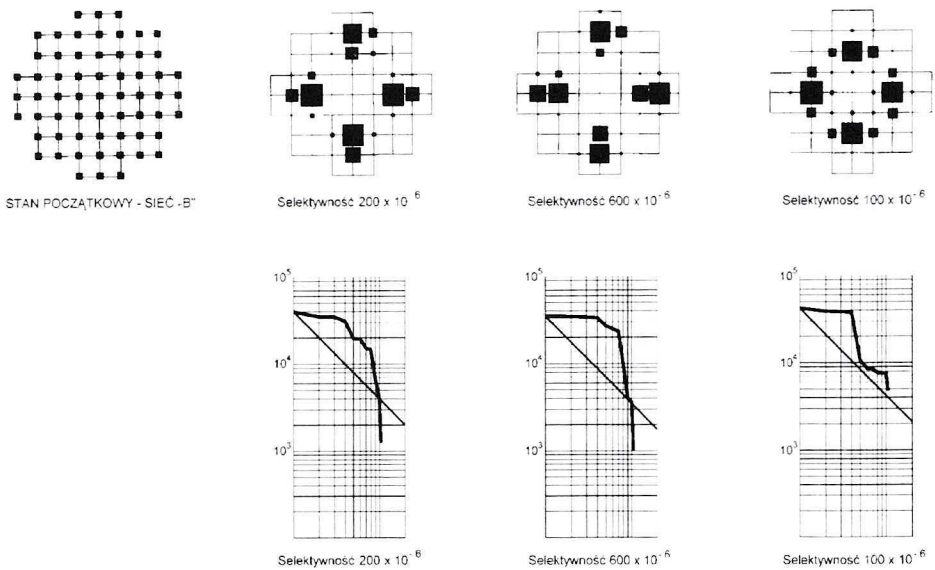 STAN POCZĄTKOWY - SIEĆ -B"
Selektywność 200 x 10⁻⁶
Selektywność 600 x 10⁻⁶
Selektywność 100 x 10⁻⁶
10⁵
10⁴
10³
10⁵
10⁴
10³
10⁵
10⁴
10³
Selektywność 200 x 10⁻⁶
Selektywność 600 x 10⁻⁶
Selektywność 100 x 10⁻⁶